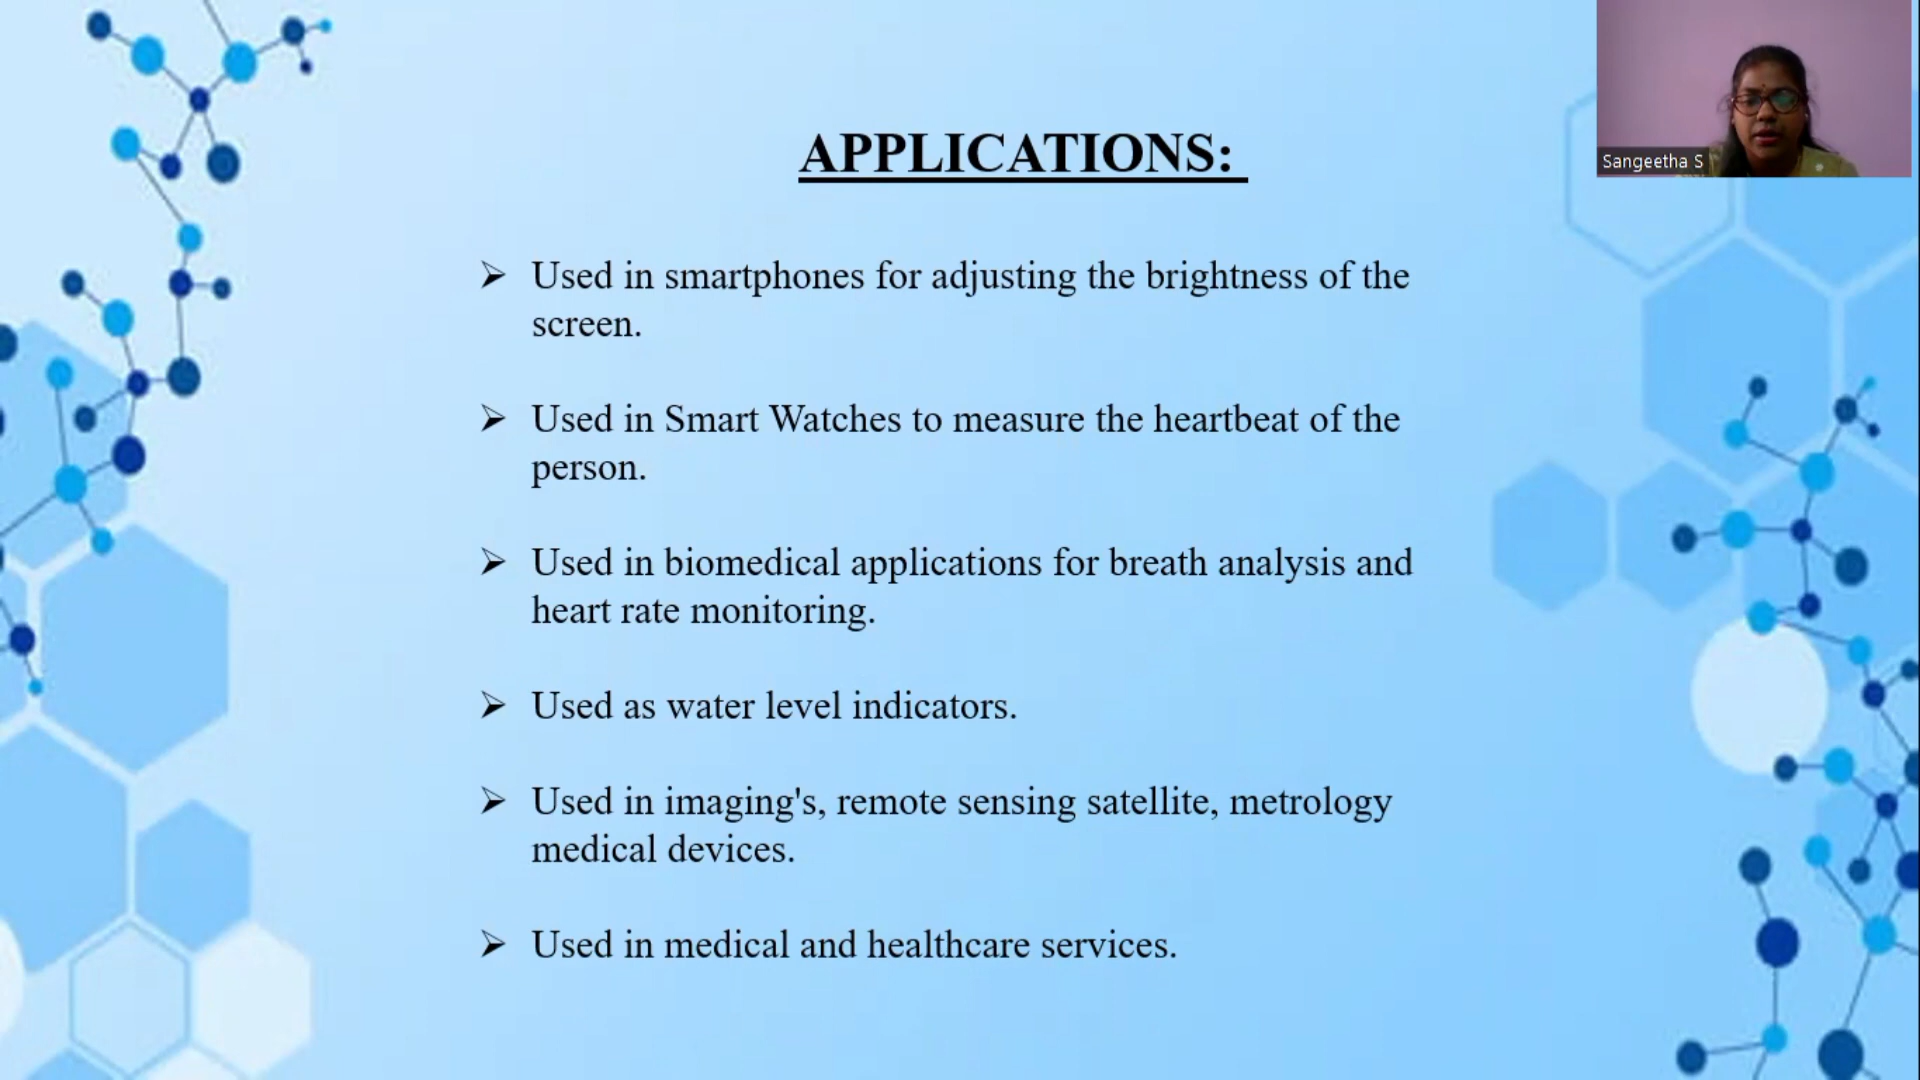 Sangeetha S
APPLICATIONS:
➢ Used in smartphones for adjusting the brightness of the
screen.
➢ Used in Smart Watches to measure the heartbeat of the
person.
➢ Used in biomedical applications for breath analysis and
heart rate monitoring.
➢ Used as water level indicators.
➢ Used in imaging's, remote sensing satellite, metrology
medical devices.
➢ Used in medical and healthcare services.